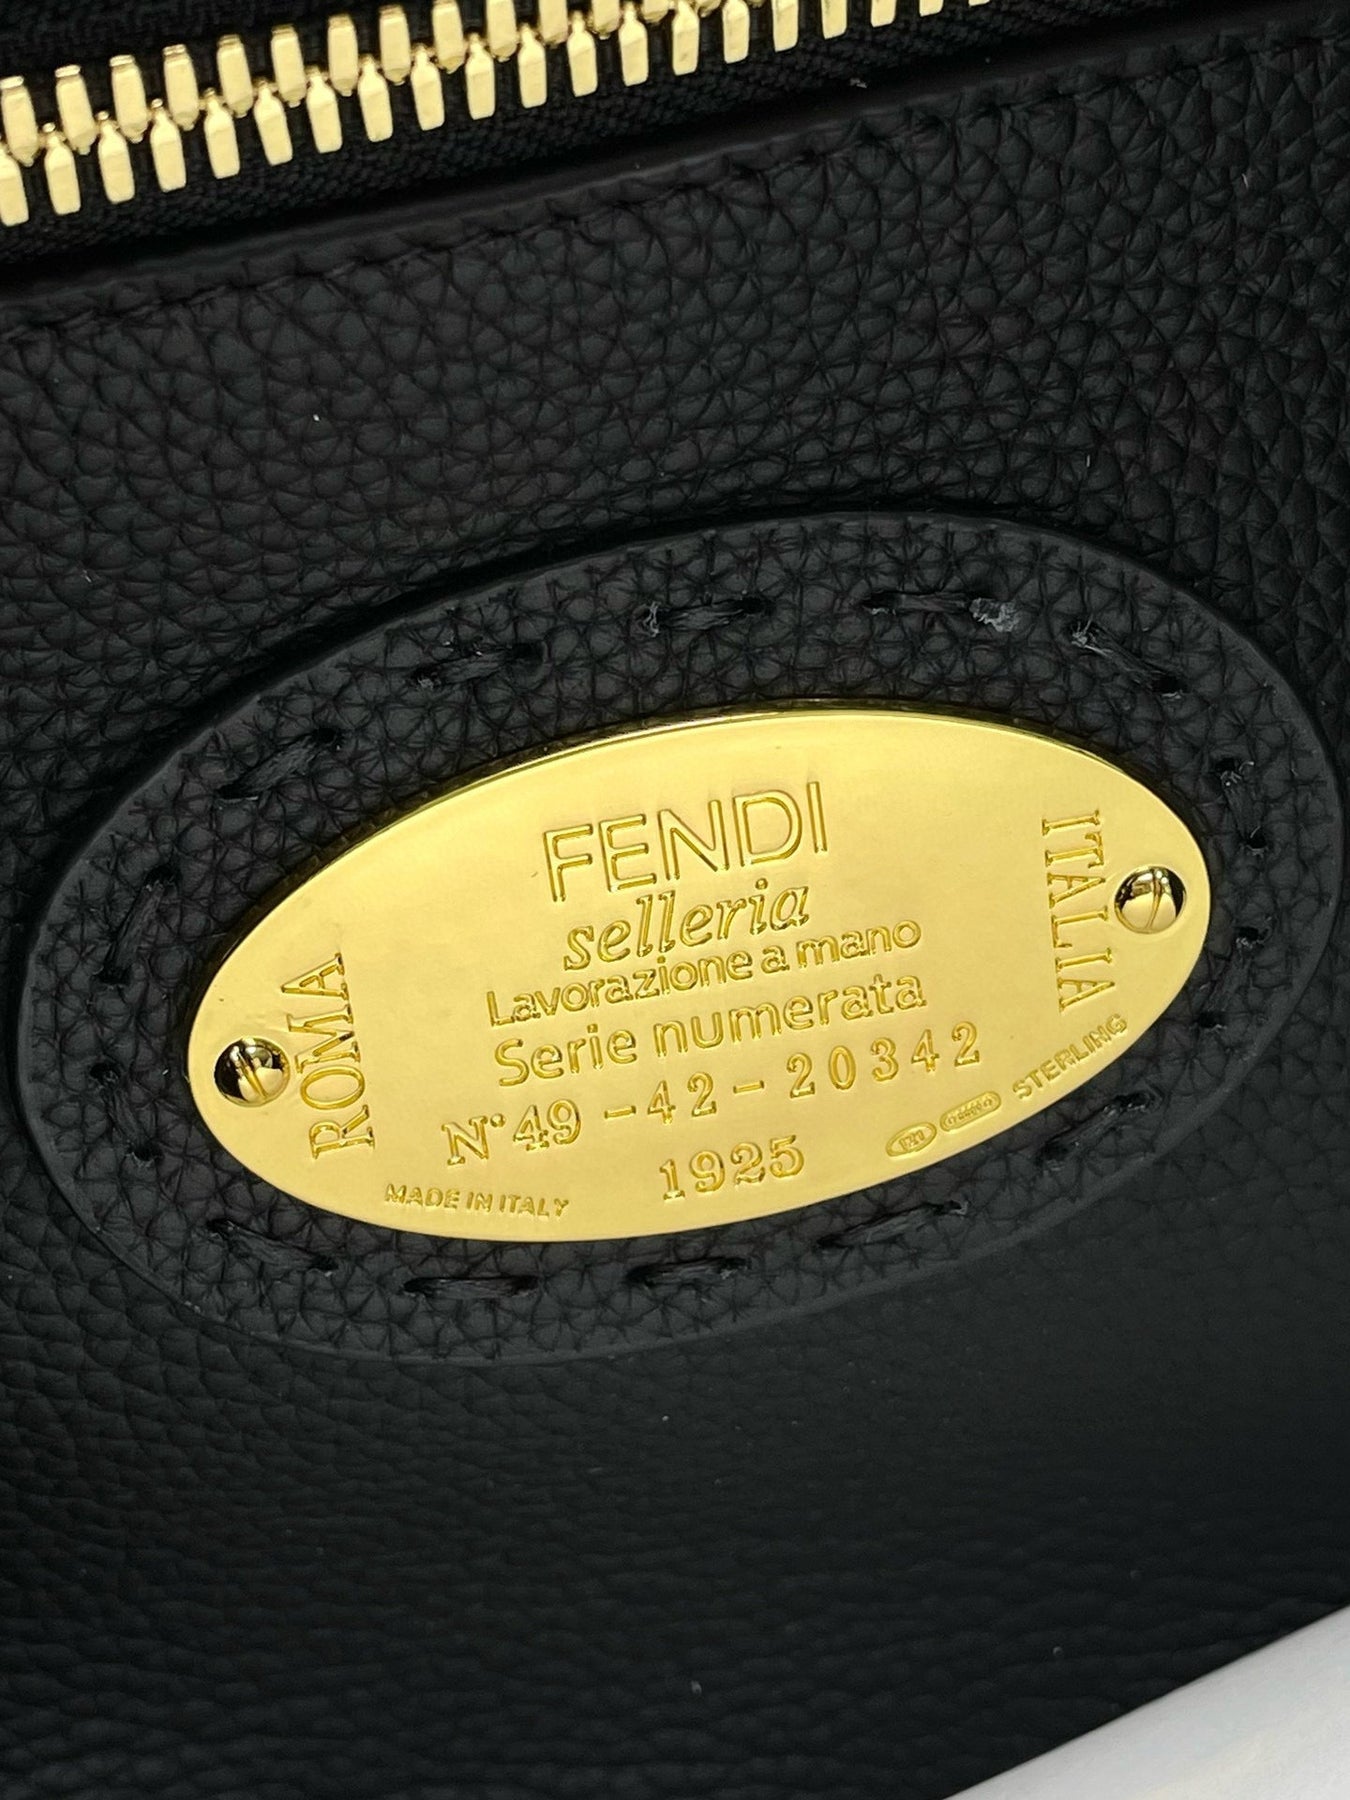 FENDI
selleria
Lavorazione a mano
Serie numerata
N° 49 - 42 - 20342
1925
ROMA
ITALIA
MADE IN ITALY
STERLING